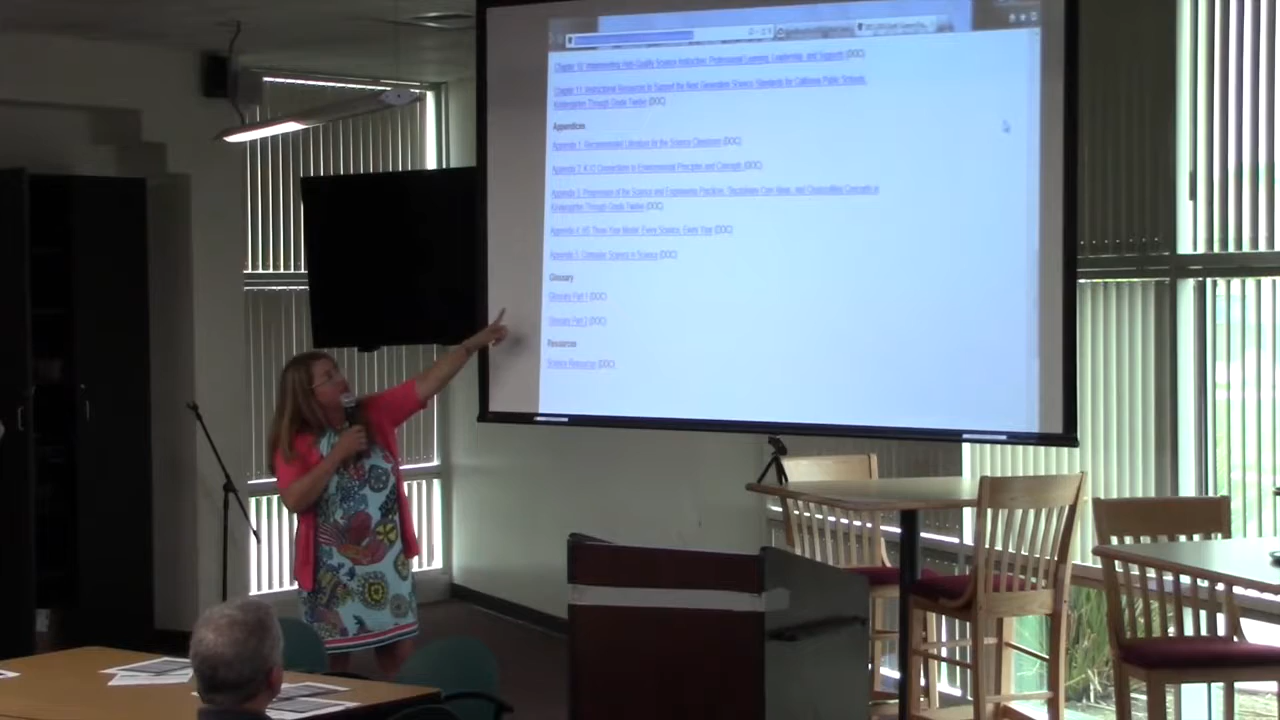 Chapter 10: Implementing High-Quality Science Instruction: Professional Learning, Leadership, and Supports (DOC)
Chapter 11: Instructional Resources to Support the Next Generation Science Standards for California Public Schools,
Kindergarten Through Grade Twelve (DOC)
Appendices
Appendix 1: Recommended Literature for the Science Classroom (DOC)
Appendix 2: K-12 Connections to Environmental Principles and Concepts (DOC)
Appendix 3: Progression of the Science and Engineering Practices, Disciplinary Core Ideas, and Crosscutting Concepts in
Kindergarten Through Grade Twelve (DOC)
Appendix 4: HS Three-Year Model: Every Science, Every Year (DOC)
Appendix 5: Computer Science in Science (DOC)
Glossary
Glossary Part 1 (DOC)
Glossary Part 2 (DOC)
Resources
Science Resources (DOC)